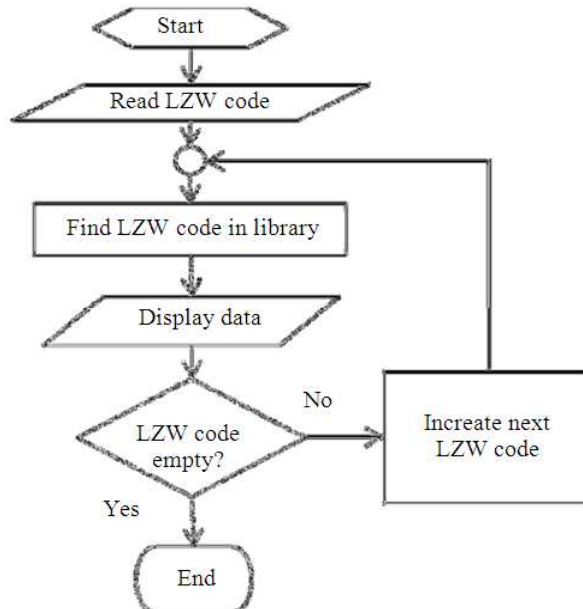 Start
Read LZW code
Find LZW code in library
Display data
LZW code
empty?
No
Increate next
LZW code
Yes
End